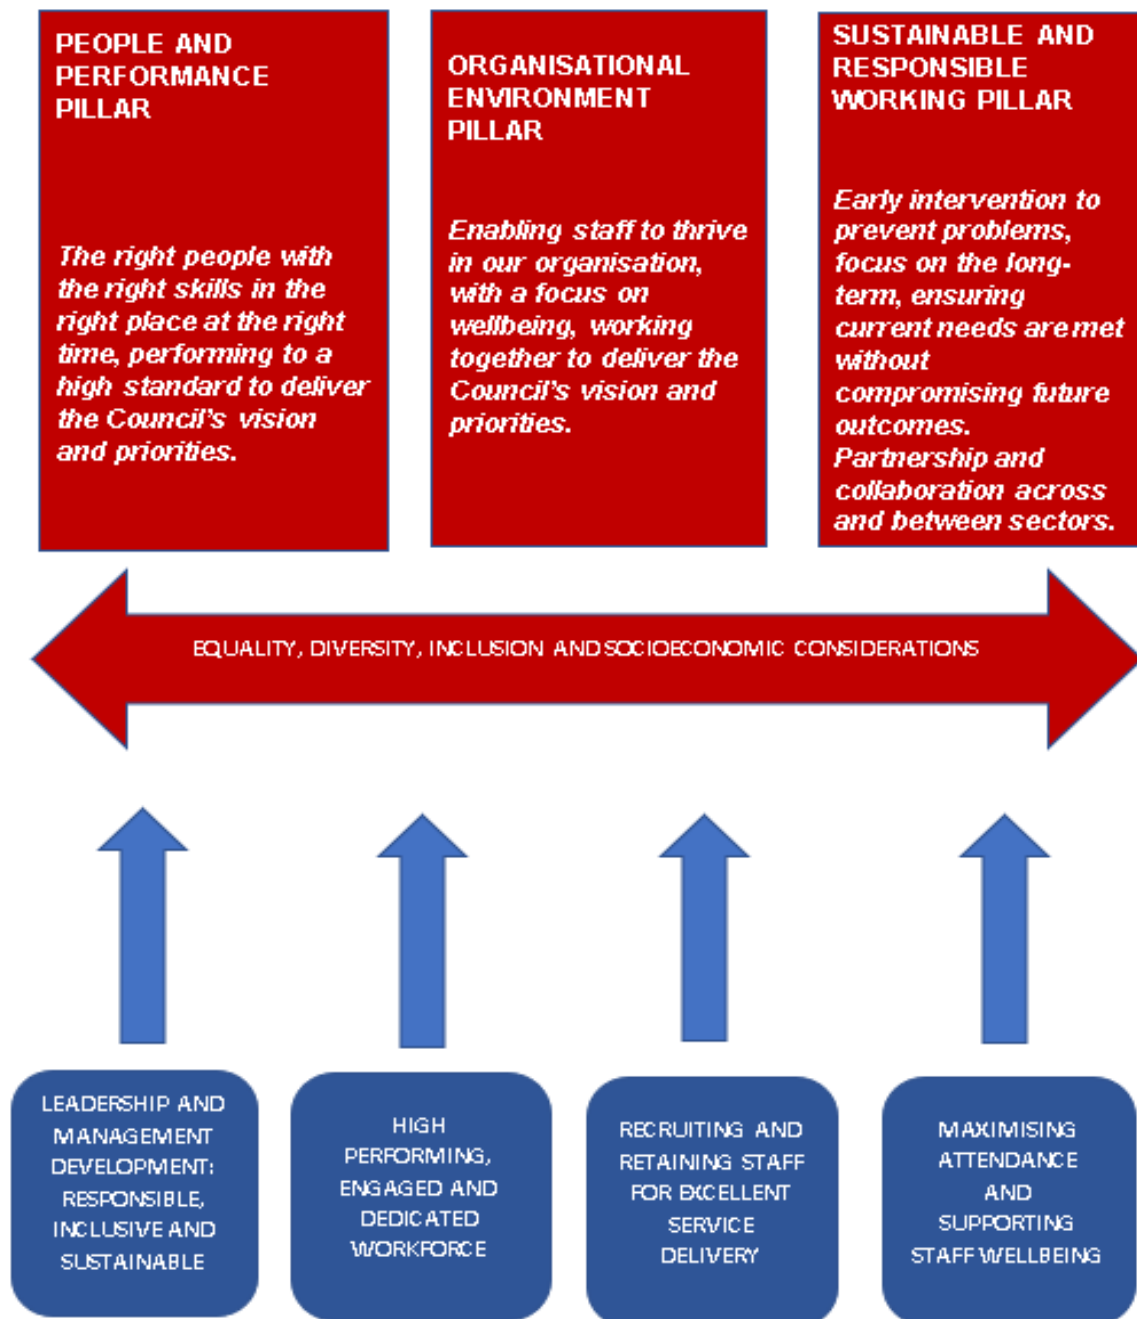 PEOPLE AND
PERFORMANCE
PILLAR
The right people with
the right skills in the
right place at the right
time, performing to a
high standard to deliver
the Council's vision
and priorities.
ORGANISATIONAL
ENVIRONMENT
PILLAR
Enabling staff to thrive
in our organisation,
with a focus on
wellbeing, working
together to deliver the
Council's vision and
priorities.
SUSTAINABLE AND
RESPONSIBLE
WORKING PILLAR
Early intervention to
prevent problems,
focus on the long-
term, ensuring
current needs are met
without
compromising future
outcomes.
Partnership and
collaboration across
and between sectors.
EQUALITY, DIVERSITY, INCLUSION AND SOCIOECONOMIC CONSIDERATIONS
LEADERSHIP AND
MANAGEMENT
DEVELOPMENT:
RESPONSIBLE,
INCLUSIVE AND
SUSTAINABLE
HIGH
PERFORMING,
ENGAGED AND
DEDICATED
WORKFORCE
RECRUITING AND
RETAINING STAFF
FOR EXCELLENT
SERVICE
DELIVERY
MAXIMISING
ATTENDANCE
AND
SUPPORTING
STAFF WELLBEING